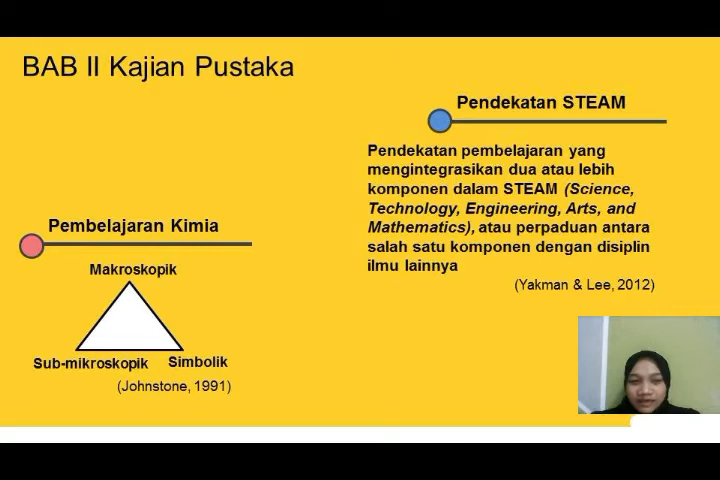 BAB II Kajian Pustaka
Pendekatan STEAM
Pendekatan pembelajaran yang
mengintegrasikan dua atau lebih
komponen dalam STEAM (Science,
Technology, Engineering, Arts, and
Mathematics), atau perpaduan antara
salah satu komponen dengan disiplin
ilmu lainnya
(Yakman & Lee, 2012)
Pembelajaran Kimia
Makroskopik
Sub-mikroskopik
Simbolik
(Johnstone, 1991)